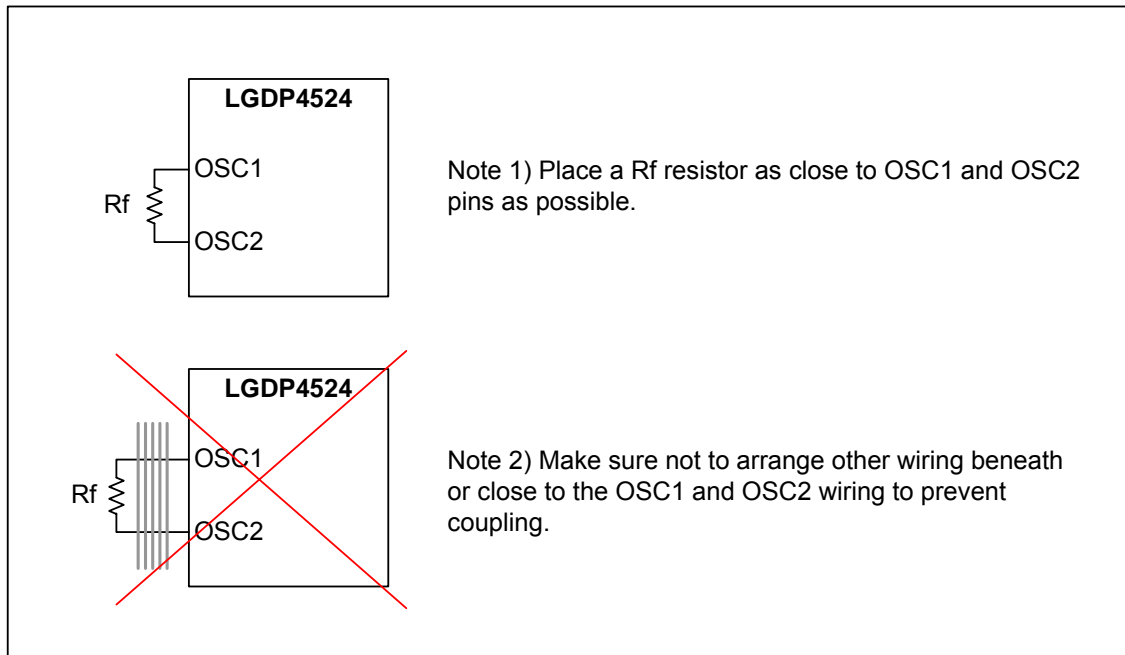 LGDP4524
OSC1
Rf
OSC2
Note 1) Place a Rf resistor as close to OSC1 and OSC2
pins as possible.
LGDP4524
OSC1
Rf
OSC2
Note 2) Make sure not to arrange other wiring beneath
or close to the OSC1 and OSC2 wiring to prevent
coupling.